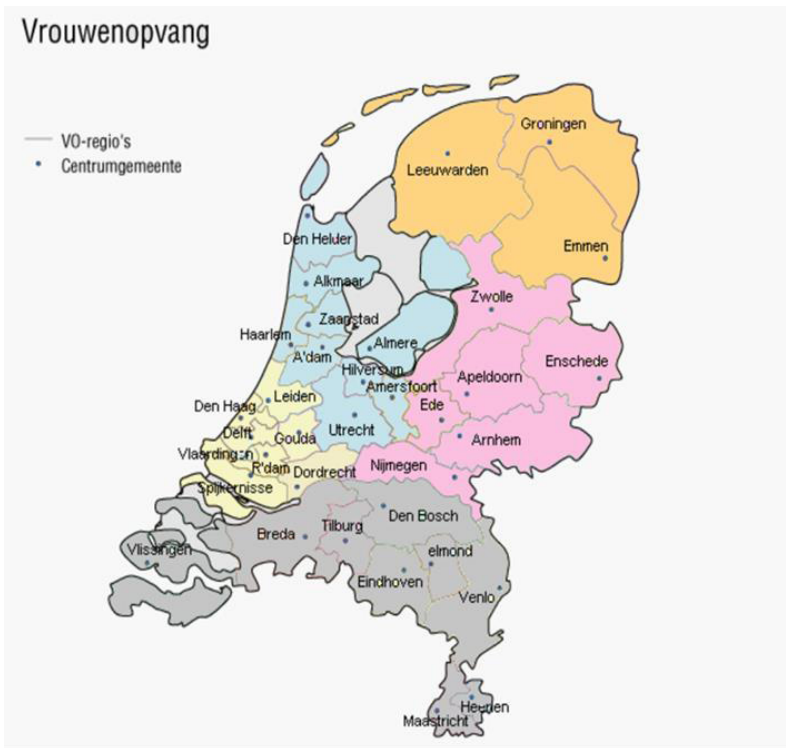 Vrouwenopvang
VO-regio's
Centrumgemeente
Groningen
Leeuwarden
Emmen
Den Helder
Alkmaar
Zwolle
Zaanstad
Haarlem
Almere
A'dam
Enschede
Hilversum
Apeldoorn
Amersfoort
Leiden
Ede
Den Haag
Utrecht
Delft
Gouda
Arnhem
Vlaardingen
R'dam
Nijmegen
Dordrecht
Spijkernisse
Den Bosch
Tilburg
Breda
Vlissingen
elmond
Eindhoven
Venlo
Heerlen
Maastricht